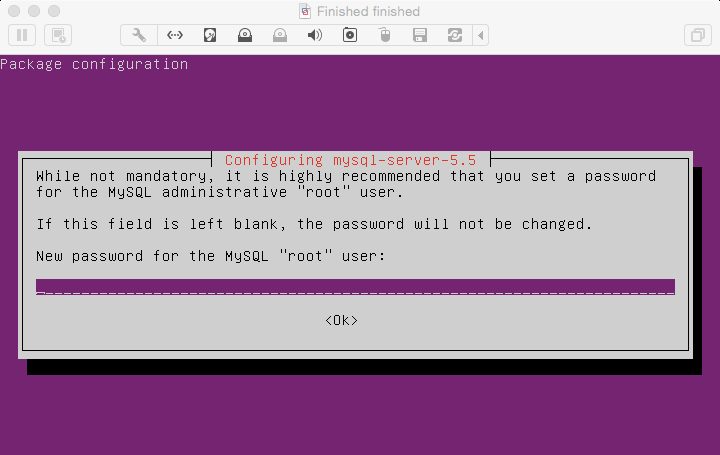 Finished finished
Package configuration
Configuring mysql-server-5.5
While not mandatory, it is highly recommended that you set a password
for the MySQL administrative "root" user.
If this field is left blank, the password will not be changed.
New password for the MySQL "root" user:
<Ok>